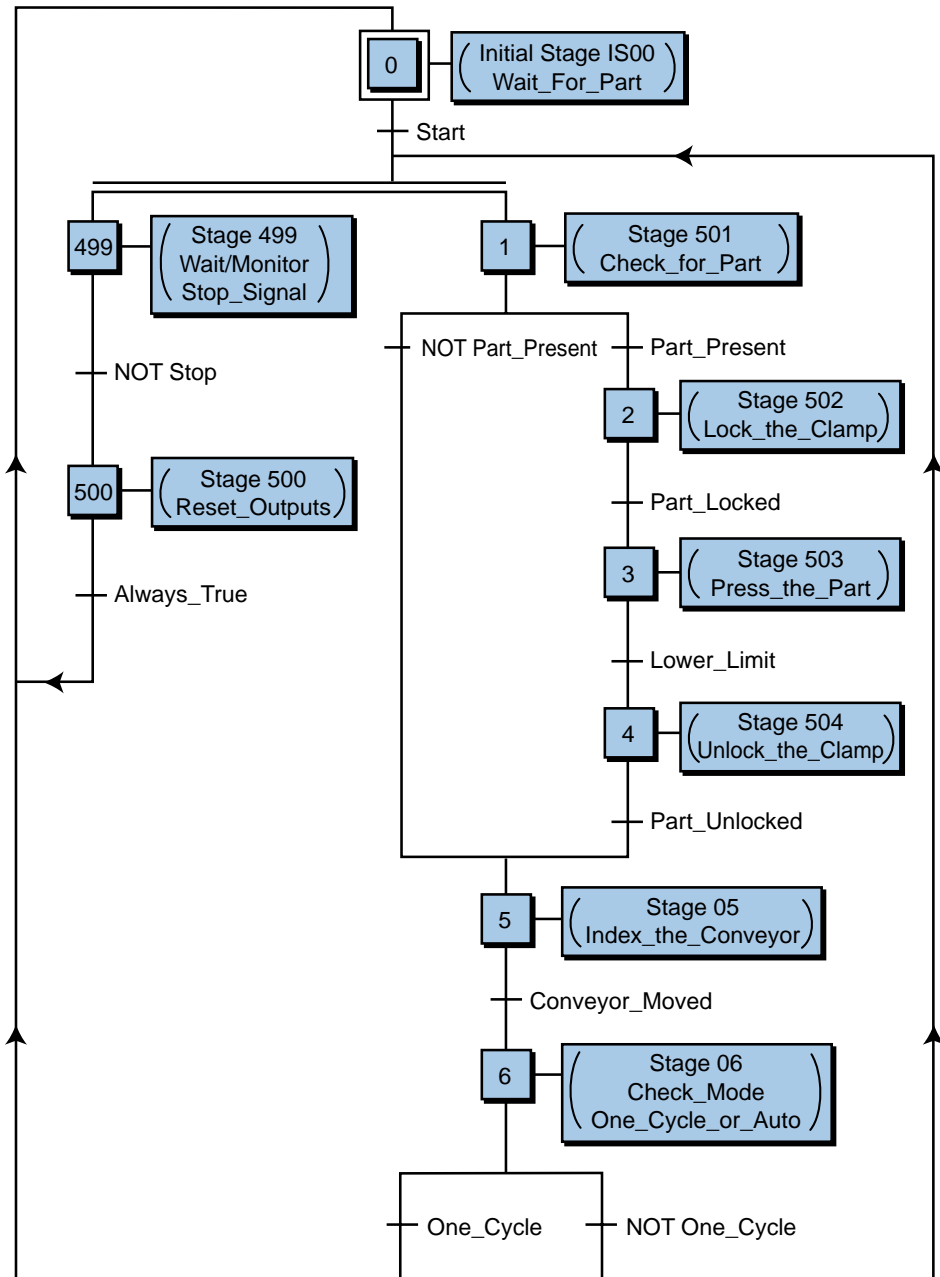 0
Initial Stage IS00
Wait_For_Part
Start
499
Stage 499
Wait/Monitor
Stop_Signal
1
Stage 501
Check_for_Part
NOT Part_Present
Part_Present
NOT Stop
2
Stage 502
Lock_the_Clamp
500
Stage 500
Reset_Outputs
Part_Locked
3
Stage 503
Press_the_Part
Always_True
Lower_Limit
4
Stage 504
Unlock_the_Clamp
Part_Unlocked
5
Stage 05
Index_the_Conveyor
Conveyor_Moved
6
Stage 06
Check_Mode
One_Cycle_or_Auto
One_Cycle
NOT One_Cycle